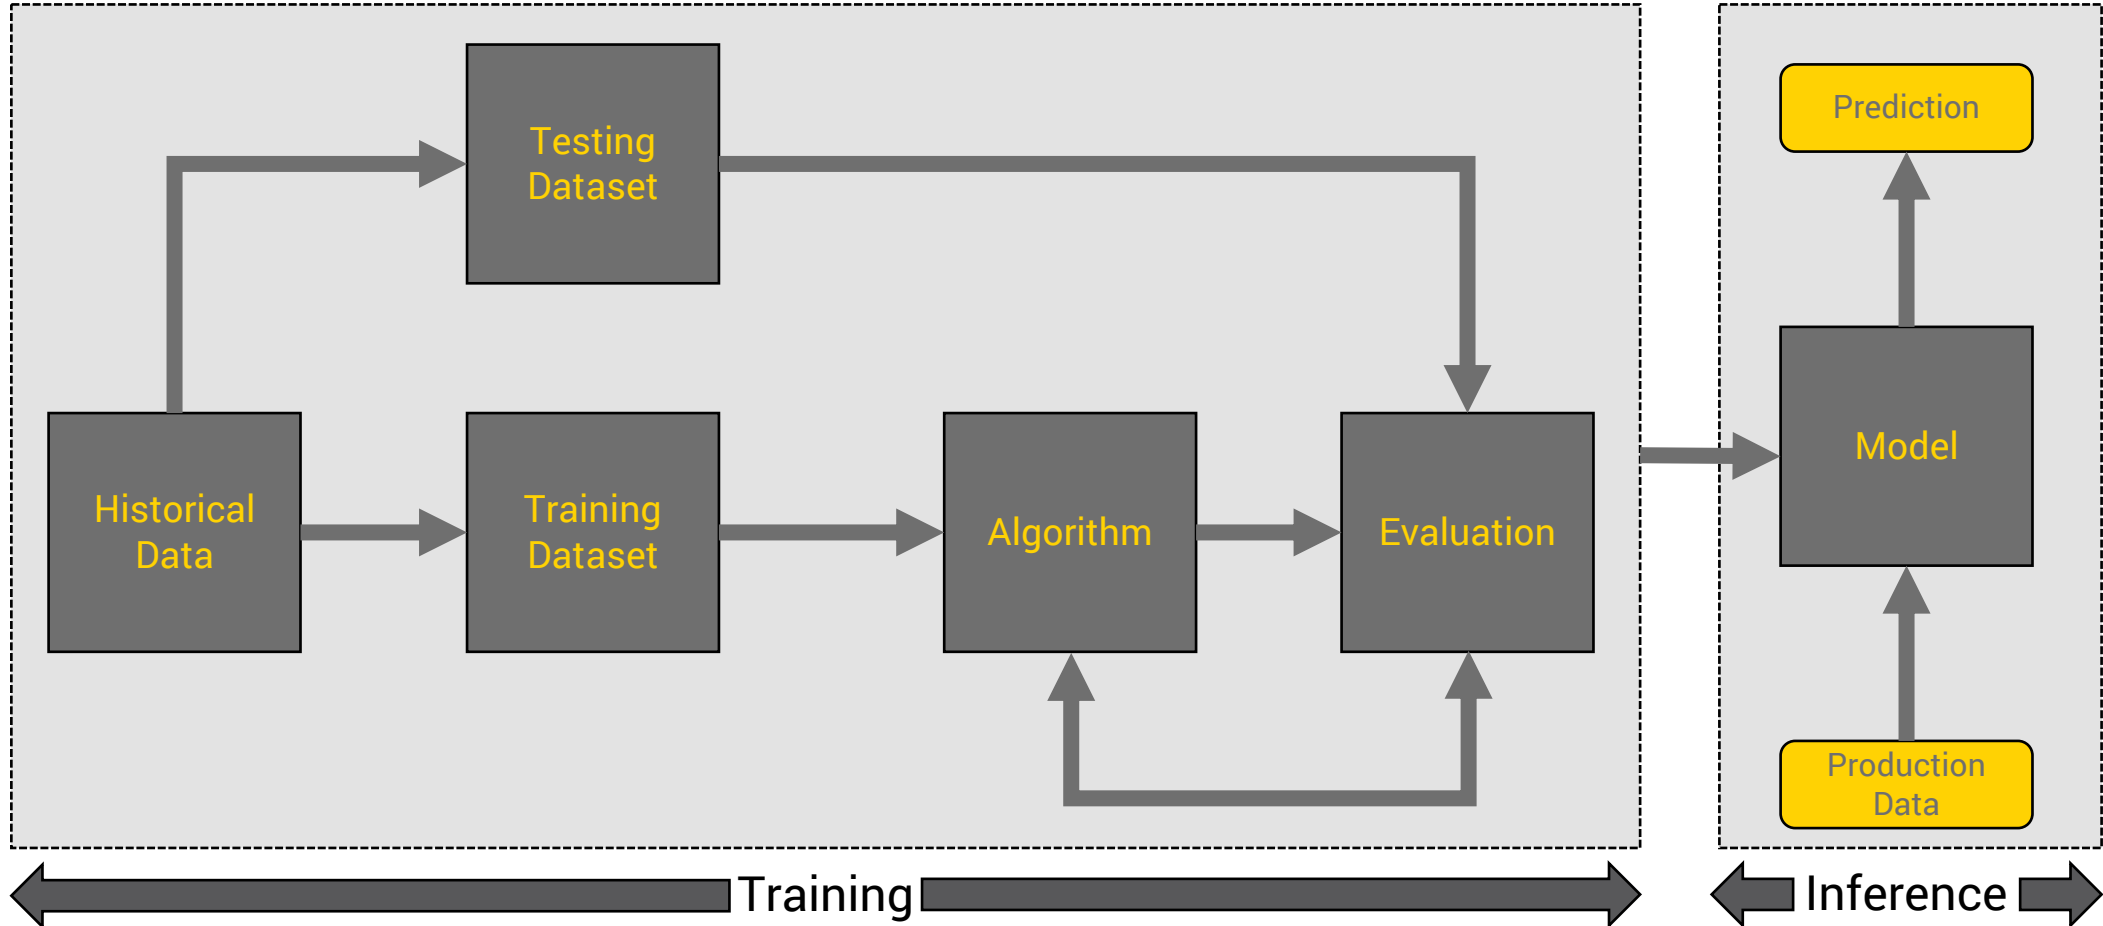 Testing
Dataset
Historical
Data
Training
Dataset
Algorithm
Evaluation
Prediction
Model
Production
Data
Training
Inference